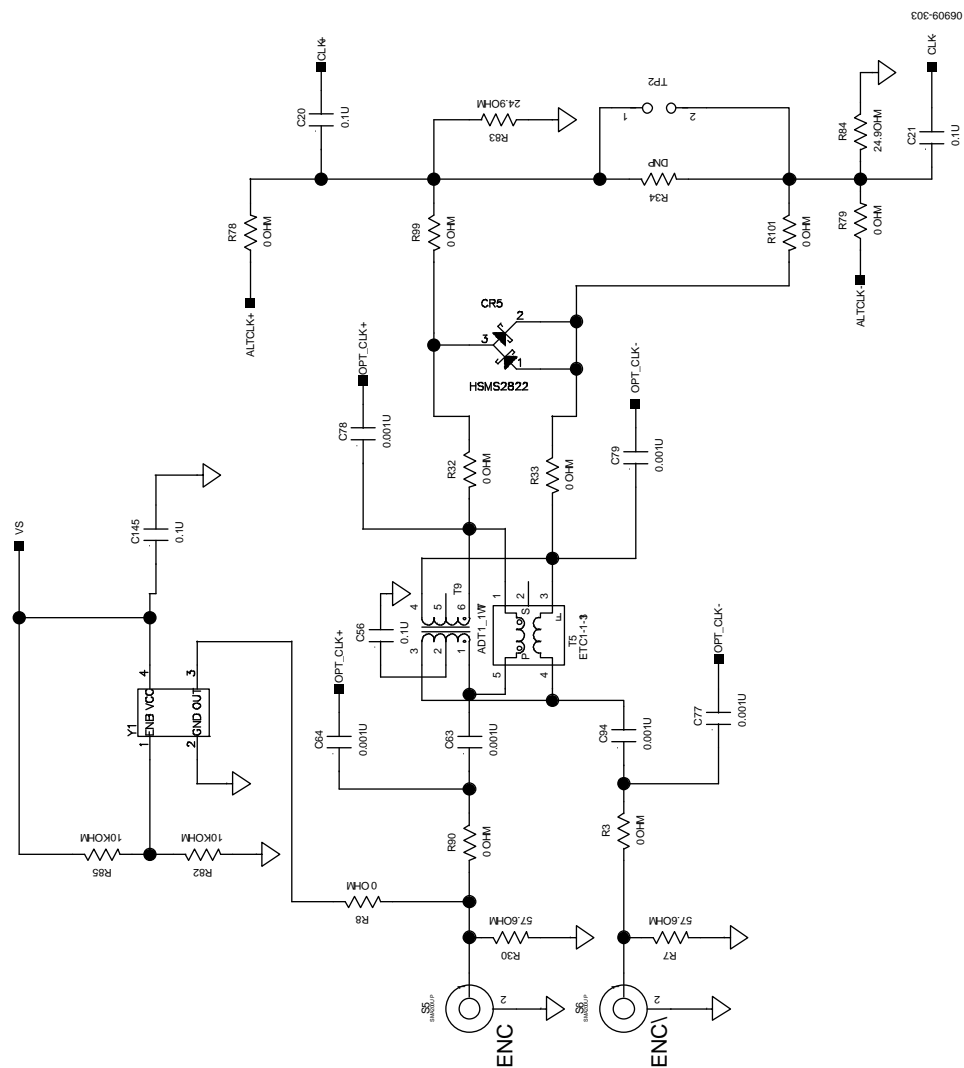 06909-303
CLK+
C20
0.1U
24.9OHM
R83
TP2
1
2
R84
24.9OHM
CLK-
C21
0.1U
R78
0 OHM
ALTCLK+
R99
0 OHM
DNP
R34
R101
0 OHM
R79
0 OHM
ALTCLK-
CR5
2
3
1
HSMS2822
OPT_CLK+
C78
0.001U
OPT_CLK-
C79
0.001U
R32
0 OHM
R33
0 OHM
VS
C145
0.1U
C56
0.1U
4
5
6
T9
3
2
1
ADT1_1WT
1
2
3
S
F
P
5
4
T5
ETC1-1-13
Y1
4
3
ENB VCC
GND OUT
1
2
OPT_CLK+
C64
0.001U
C63
0.001U
C94
0.001U
OPT_CLK-
C77
0.001U
10KOHM
R85
10KOHM
R82
0 OHM
R8
R90
0 OHM
R3
0 OHM
57.6OHM
R30
57.6OHM
R7
S5
SMA200UP
1
2
ENC
S6
SMA200UP
1
2
ENC\